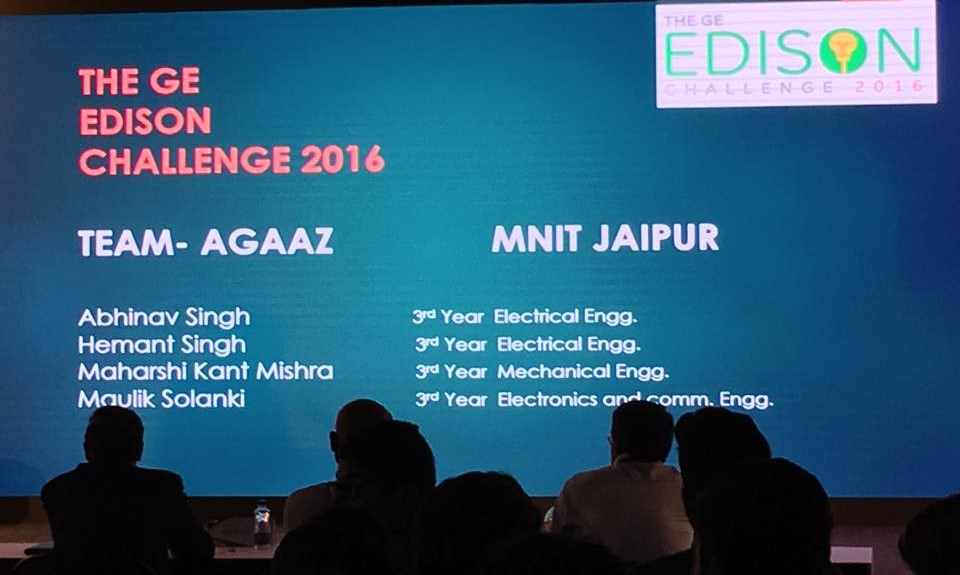 THE GE
EDISON
CHALLENGE 2016
THE GE
EDISON
CHALLENGE 2016
TEAM- AGAAZ MNIT JAIPUR
Abhinav Singh 3rd Year Electrical Engg.
Hemant Singh 3rd Year Electrical Engg.
Maharshi Kant Mishra 3rd Year Mechanical Engg.
Maulik Solanki 3rd Year Electronics and comm. Engg.